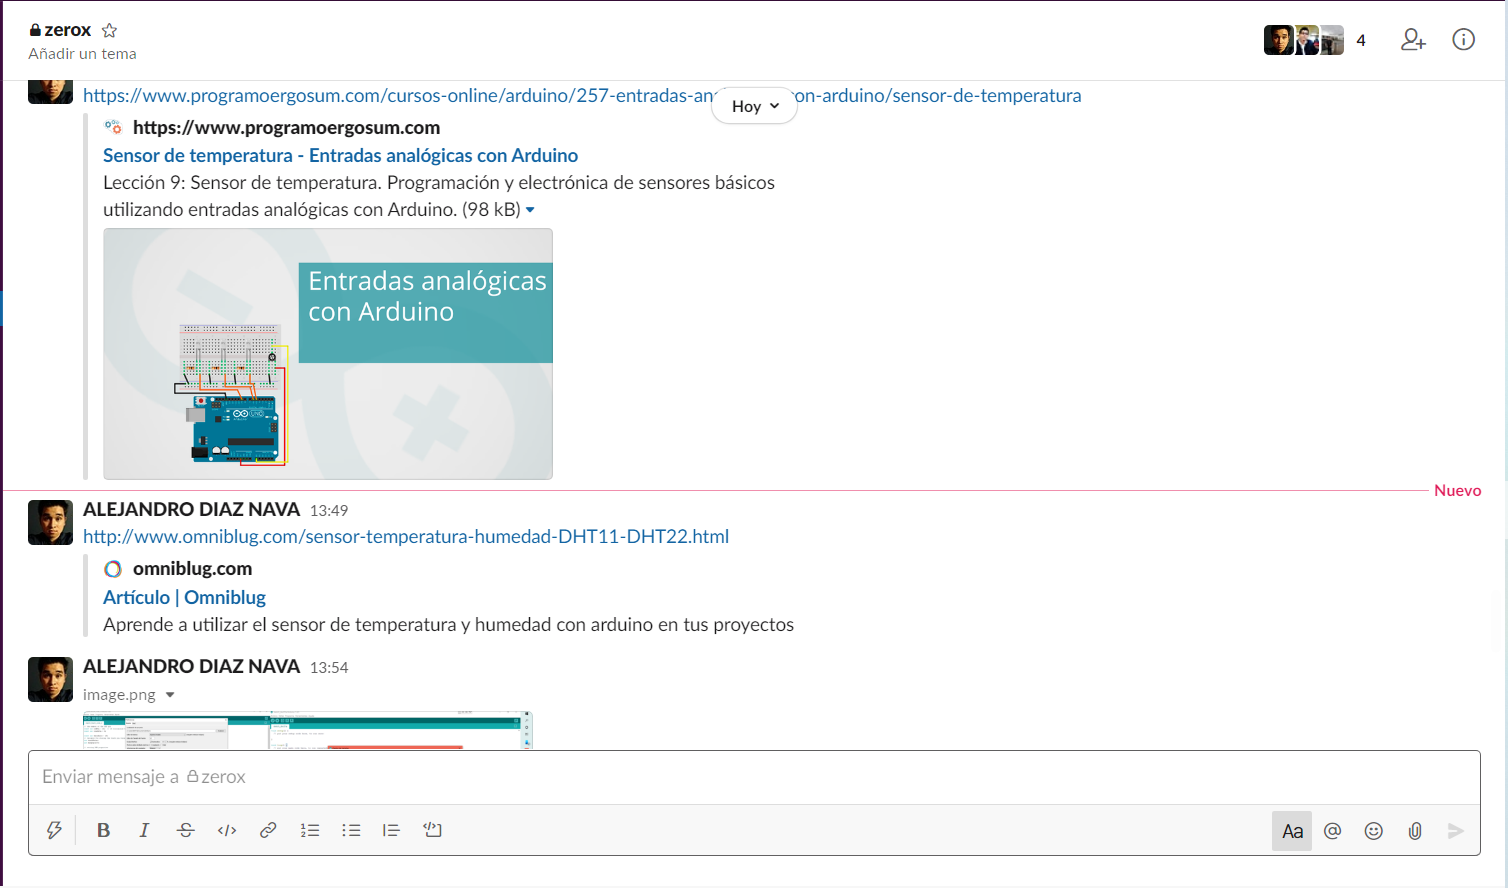 zerox
Añadir un tema
4
https://www.programoergosum.com/cursos-online/arduino/257-entradas-an
on-arduino/sensor-de-temperatura
Hoy
https://www.programoergosum.com
Sensor de temperatura - Entradas analógicas con Arduino
Lección 9: Sensor de temperatura. Programación y electrónica de sensores básicos
utilizando entradas analógicas con Arduino. (98 kB)
Entradas analógicas
con Arduino
Nuevo
ALEJANDRO DIAZ NAVA 13:49
http://www.omniblug.com/sensor-temperatura-humedad-DHT11-DHT22.html
omniblug.com
Artículo | Omniblug
Aprende a utilizar el sensor de temperatura y humedad con arduino en tus proyectos
ALEJANDRO DIAZ NAVA 13:54
image.png
Enviar mensaje a zerox
B I S </>
Aa @